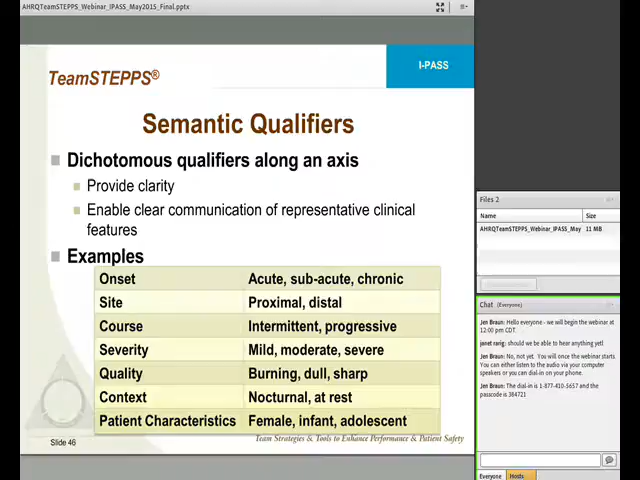 AHRQTeamSTEPPS_Webinar_IPASS_May2015_Final.pptx
TeamSTEPPS®
I-PASS
Semantic Qualifiers
Dichotomous qualifiers along an axis
Provide clarity
Enable clear communication of representative clinical
features
Examples
Onset Acute, sub-acute, chronic
Site Proximal, distal
Course Intermittent, progressive
Severity Mild, moderate, severe
Quality Burning, dull, sharp
Context Nocturnal, at rest
Patient Characteristics Female, infant, adolescent
Slide 46
Team Strategies & Tools to Enhance Performance & Patient Safety
Files 2
Name Size
AHRQTeamSTEPPS_Webinar_IPASS_May 11 MB
Chat (Everyone)
Jen Braun: Hello everyone - we will begin the webinar at
12:00 pm CDT.
janet rarig: should we be able to hear anything yet!
Jen Braun: No, not yet. You will once the webinar starts.
You can either listen to the audio via your computer
speakers or you can dial-in on your phone.
Jen Braun: The dial-in is 1-877-410-5657 and the
passcode is 384721
Everyone Hosts